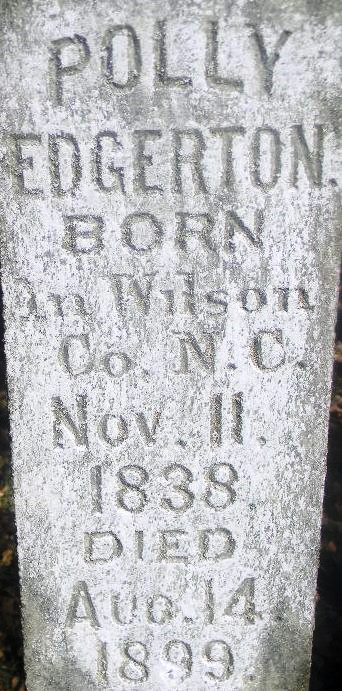 POLLY
EDGERTON.
BORN
In Wilson
Co. N.C.
Nov. 11.
1838.
DIED
Aug. 14.
1899.